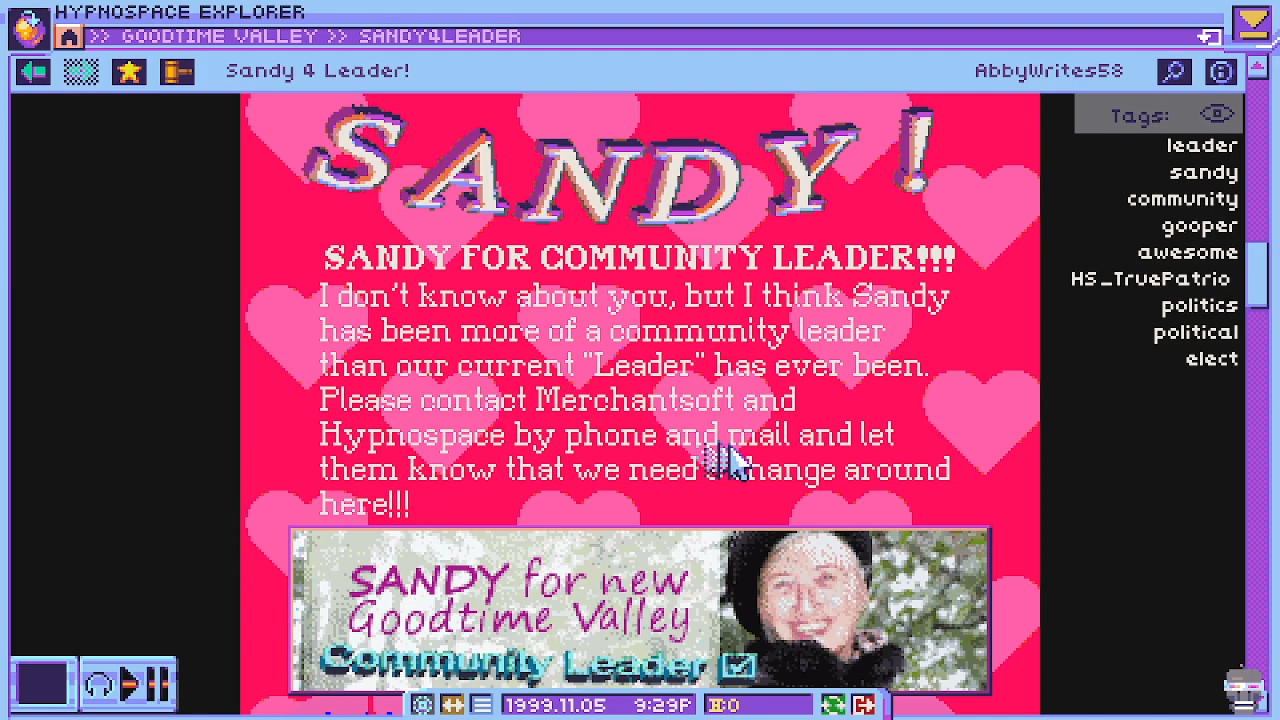 HYPNOSPACE EXPLORER
>> GOODTIME VALLEY >> SANDY4LEADER
Sandy 4 Leader!
AbbyWrites58
Tags:
leader
sandy
community
gooper
awesome
HS_TruePatrio
politics
political
elect
SANDY!
SANDY FOR COMMUNITY LEADER!!!
I don't know about you, but I think Sandy
has been more of a community leader
than our current "Leader" has ever been.
Please contact Merchantsoft and
Hypnospace by phone and mail and let
them know that we need change around
here!!!
SANDY for new
Goodtime Valley
Community Leader
1999.11.05 9:29P
:0